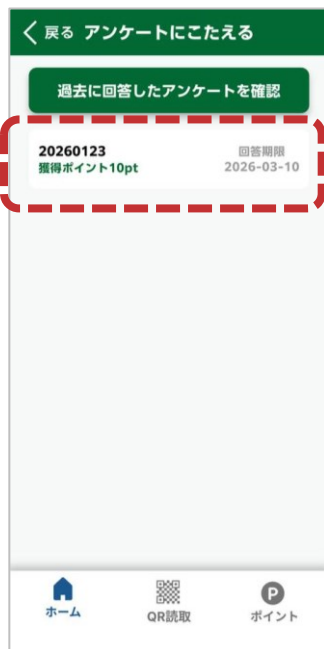 戻る アンケートにこたえる
過去に回答したアンケートを確認
20260123
獲得ポイント10pt
回答期限
2026-03-10
ホーム
QR読取
P
ポイント